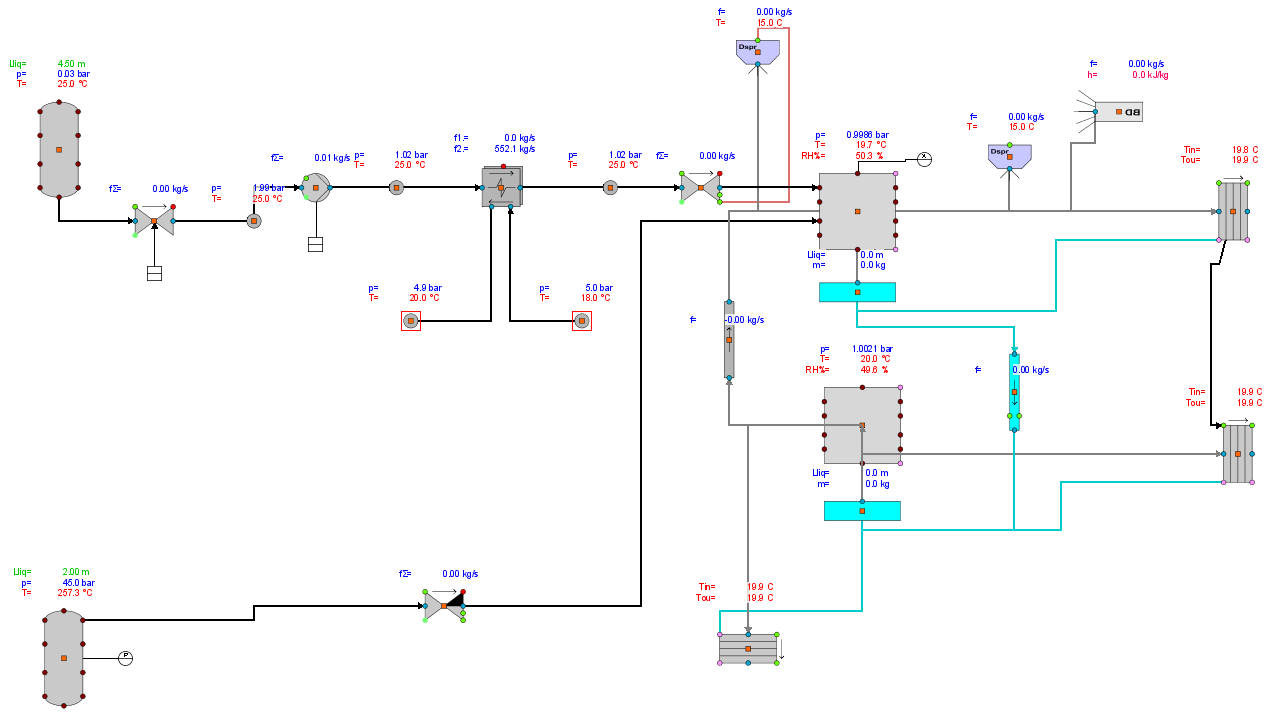 f= 0.00 kg/s
T= 15.0 C
Dspr
Lliq= 4.50 m
p= 0.03 bar
T= 25.0 °C
f= 0.00 kg/s
h= 0.0 kJ/kg
BD
f= 0.00 kg/s
T= 15.0 C
Dspr
f1.= 0.0 kg/s
f2.= 552.1 kg/s
p= 0.9986 bar
T= 19.7 °C
RH%= 50.3 %
X
Tin= 19.8 C
Tou= 19.9 C
fΣ= 0.01 kg/s
p= 1.02 bar
T= 25.0 °C
p= 1.02 bar
T= 25.0 °C
fΣ= 0.00 kg/s
fΣ= 0.00 kg/s
p= 1.99 bar
T= 25.0 °C
Lliq= 0.0 m
m= 0.0 kg
p= 4.9 bar
T= 20.0 °C
p= 5.0 bar
T= 18.0 °C
f= -0.00 kg/s
p= 1.0021 bar
T= 20.0 °C
RH%= 49.6 %
f= 0.00 kg/s
Tin= 19.9 C
Tou= 19.9 C
Lliq= 0.0 m
m= 0.0 kg
Lliq= 2.00 m
p= 45.0 bar
T= 257.3 °C
fΣ= 0.00 kg/s
Tin= 19.9 C
Tou= 19.9 C
P